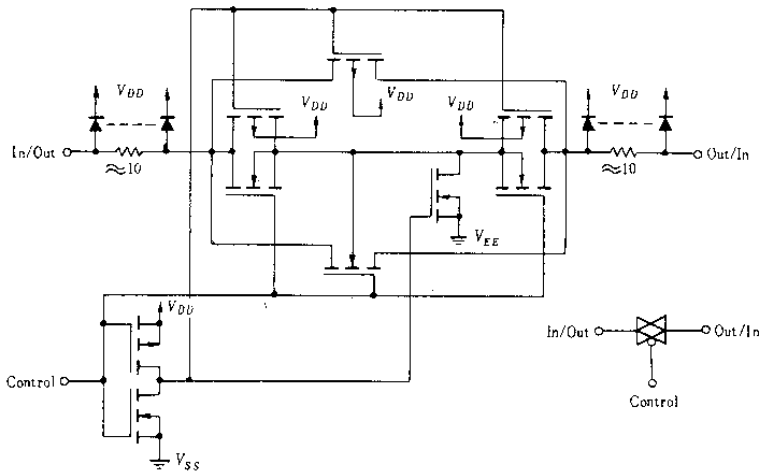 V_DD
V_DD
V_DD
V_DD
V_DD
In/Out
≈10
≈10
Out/In
V_EE
V_DD
Control
V_SS
In/Out
Out/In
Control